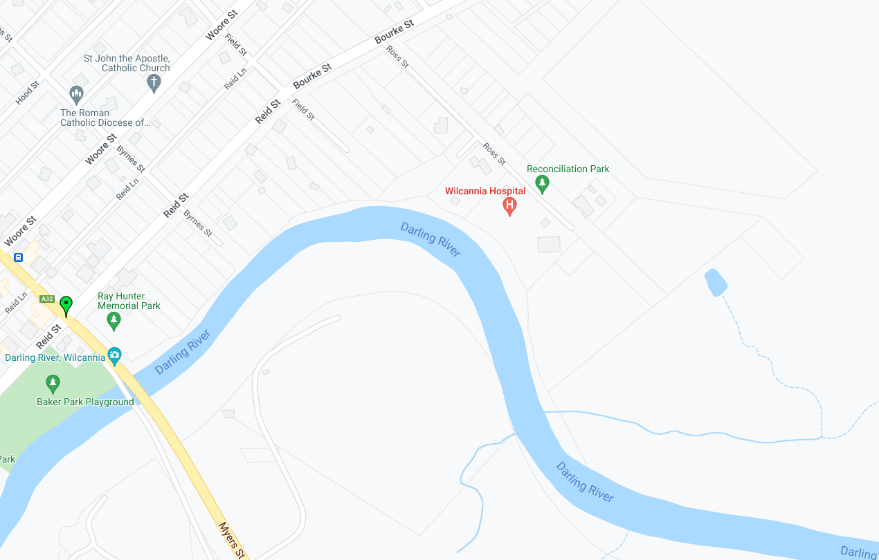 Woore St
Bourke St
Field St
Ross St
St John the Apostle,
Catholic Church
Reid Ln
Bourke St
Hood St
The Roman
Catholic Diocese of...
Reid St
Field St
Woore St
Byrnes St
Ross St
Reconciliation Park
Reid Ln
Wilcannia Hospital
H
Reid St
Byrnes St
Woore St
Darling River
Reid Ln
A32
Ray Hunter
Memorial Park
Reid St
Darling River
Darling River, Wilcannia
Baker Park Playground
Park
Darling River
Myers St
Darling